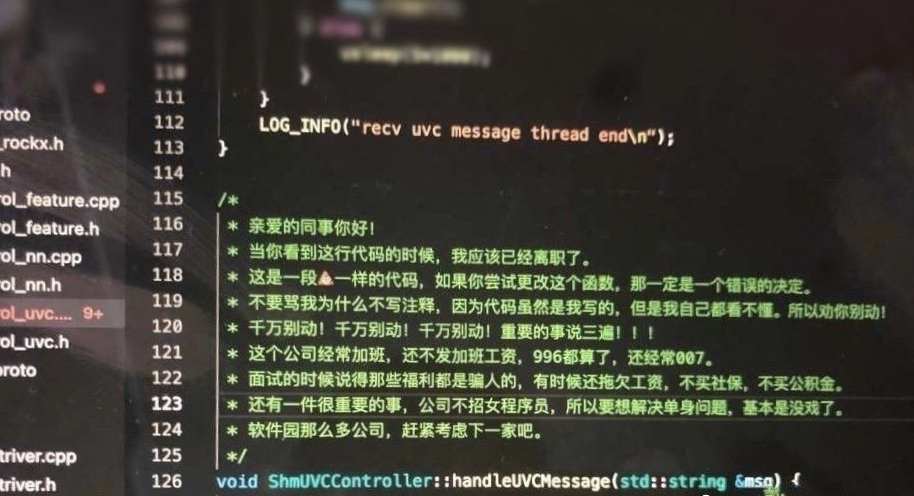 110
}
111
}
112
LOG_INFO("recv uvc message thread end\n");
113
}
114
115
/*
116
* 亲爱的同事你好!
117
* 当你看到这行代码的时候，我应该已经离职了。
118
* 这是一段💩一样的代码，如果你尝试更改这个函数，那一定是一个错误的决定。
119
* 不要骂我为什么不写注释，因为代码虽然是我写的，但是我自己都看不懂。所以劝你别动!
120
* 千万别动! 千万别动! 千万别动! 重要的事说三遍! ! !
121
* 这个公司经常加班，还不发加班工资，996都算了，还经常007。
122
* 面试的时候说得那些福利都是骗人的，有时候还拖欠工资，不买社保，不买公积金。
123
* 还有一件很重要的事，公司不招女程序员，所以要想解决单身问题，基本是没戏了。
124
* 软件园那么多公司，赶紧考虑下一家吧。
125
*/
126
void ShmUVCController::handleUVCMessage(std::string &msg) {
roto
_rockx.h
h
rol_feature.cpp
rol_feature.h
ol_nn.cpp
ol_nn.h
ol_uvc.... 9+
ol_uvc.h
proto
triver.cpp
triver.h